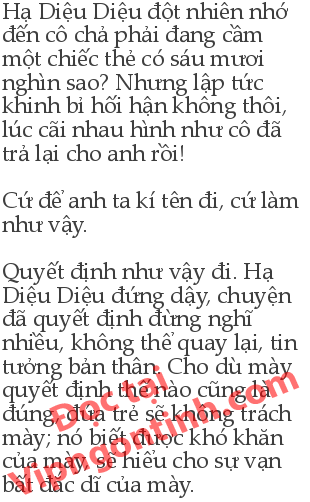 Hạ Diệu Diệu đột nhiên nhớ
đến cô chả phải đang cầm
một chiếc thẻ có sáu mươi
nghìn sao? Nhưng lập tức
khinh bỉ hối hận không thôi,
lúc cãi nhau hình như cô đã
trả lại cho anh rồi!
Cứ để anh ta kí tên đi, cứ làm
như vậy.
Quyết định như vậy đi. Hạ
Diệu Diệu đứng dậy, chuyện
đã quyết định đừng nghĩ
nhiều, không thể quay lại, tin
tưởng bản thân. Cho dù mày
quyết định thế nào cũng là
đúng, đứa trẻ sẽ không trách
mày; nó biết được khó khăn
của mày, sẽ hiểu cho sự vạn
bất đắc dĩ của mày.
Đọc tại
Vipngontinh.com